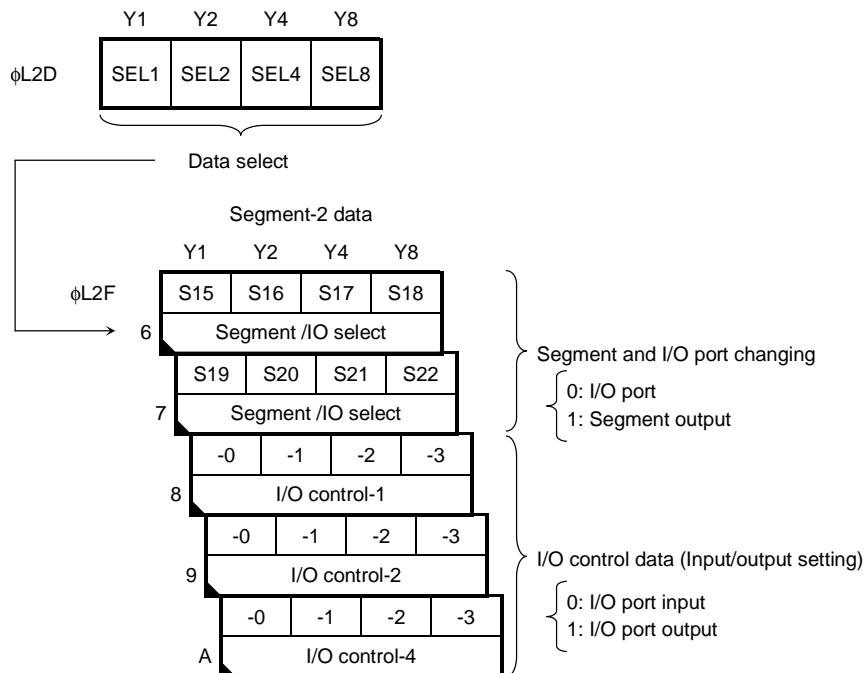 Y1 Y2 Y4 Y8
φL2D SEL1 SEL2 SEL4 SEL8
Data select
Segment-2 data
Y1 Y2 Y4 Y8
φL2F S15 S16 S17 S18
6 Segment /IO select
S19 S20 S21 S22
7 Segment /IO select
Segment and I/O port changing
0: I/O port
1: Segment output
-0 -1 -2 -3
8 I/O control-1
-0 -1 -2 -3
9 I/O control-2
-0 -1 -2 -3
A I/O control-4
I/O control data (Input/output setting)
0: I/O port input
1: I/O port output